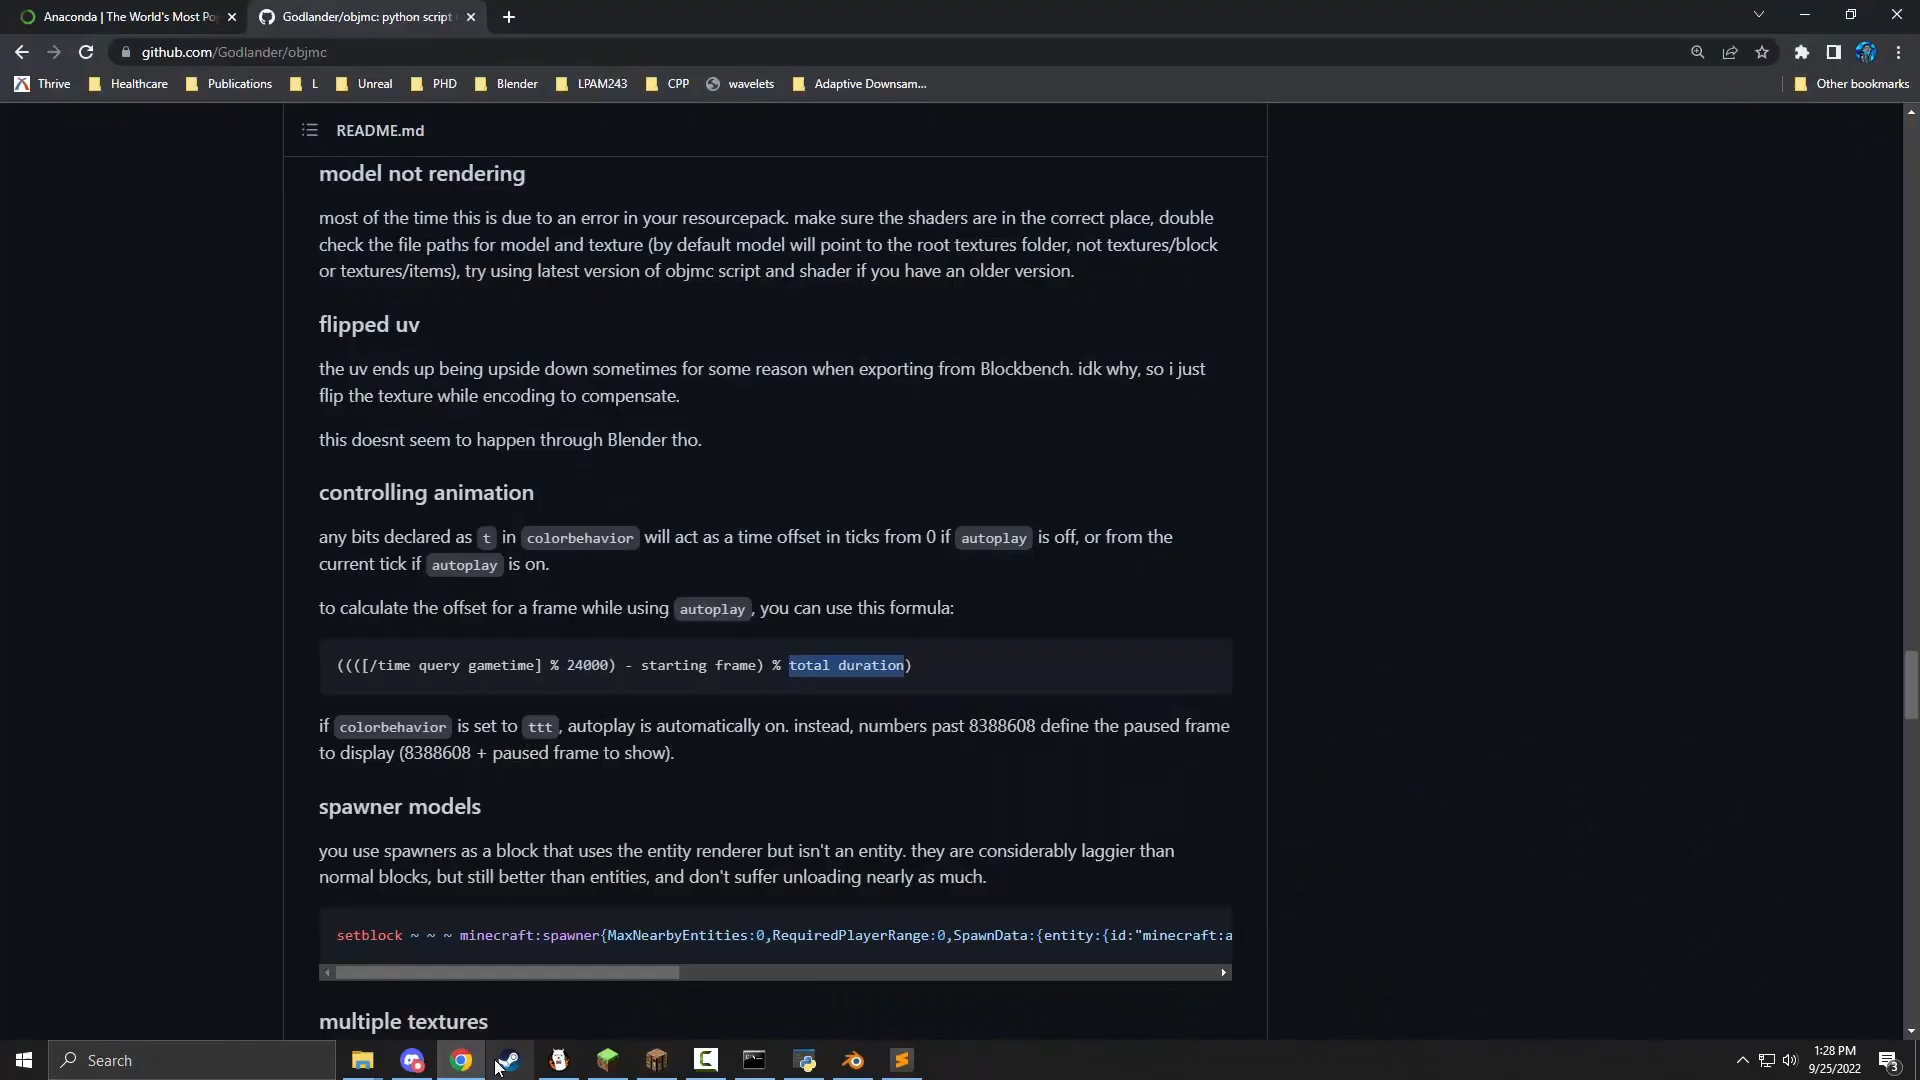 Anaconda | The World's Most Po
Godlander/objmc: python script
github.com/Godlander/objmc
Thrive
Healthcare
Publications
L
Unreal
PHD
Blender
LPAM243
CPP
wavelets
Adaptive Downsam...
Other bookmarks
README.md
model not rendering
most of the time this is due to an error in your resourcepack. make sure the shaders are in the correct place, double
check the file paths for model and texture (by default model will point to the root textures folder, not textures/block
or textures/items), try using latest version of objmc script and shader if you have an older version.
flipped uv
the uv ends up being upside down sometimes for some reason when exporting from Blockbench. idk why, so i just
flip the texture while encoding to compensate.
this doesnt seem to happen through Blender tho.
controlling animation
any bits declared as t in colorbehavior will act as a time offset in ticks from 0 if autoplay is off, or from the
current tick if autoplay is on.
to calculate the offset for a frame while using autoplay, you can use this formula:
((([/time query gametime] % 24000) - starting frame) % total duration)
if colorbehavior is set to ttt, autoplay is automatically on. instead, numbers past 8388608 define the paused frame
to display (8388608 + paused frame to show).
spawner models
you use spawners as a block that uses the entity renderer but isn't an entity. they are considerably laggier than
normal blocks, but still better than entities, and don't suffer unloading nearly as much.
setblock ~ ~ ~ minecraft:spawner{MaxNearbyEntities:0,RequiredPlayerRange:0,SpawnData:{entity:{id:"minecraft:a
multiple textures
Search
1:28 PM
9/25/2022
3